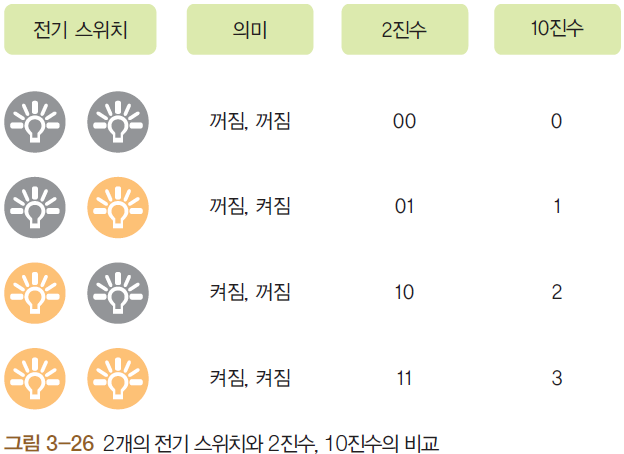 전기 스위치 의미 2진수 10진수
꺼짐, 꺼짐 00 0
꺼짐, 켜짐 01 1
켜짐, 꺼짐 10 2
켜짐, 켜짐 11 3
그림 3-26 2개의 전기 스위치와 2진수, 10진수의 비교